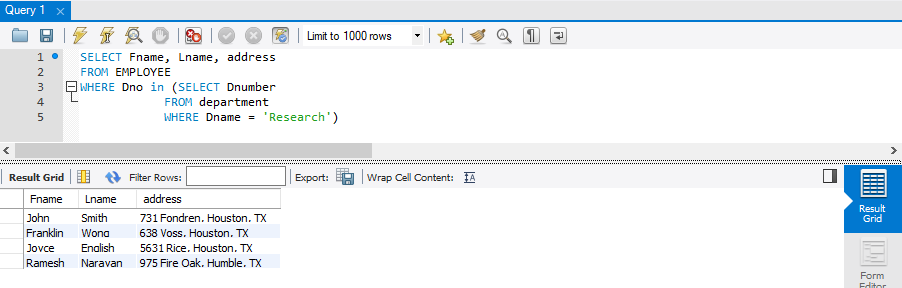 Query 1
Limit to 1000 rows
1 SELECT Fname, Lname, address
2 FROM EMPLOYEE
3 WHERE Dno in (SELECT Dnumber
4 FROM department
5 WHERE Dname = 'Research')
Result Grid Filter Rows: Export: Wrap Cell Content:
Fname Lname address
John Smith 731 Fondren, Houston, TX
Franklin Wong 638 Voss, Houston, TX
Joyce English 5631 Rice, Houston, TX
Ramesh Narayan 975 Fire Oak, Humble, TX
Result
Grid
Form
Editor